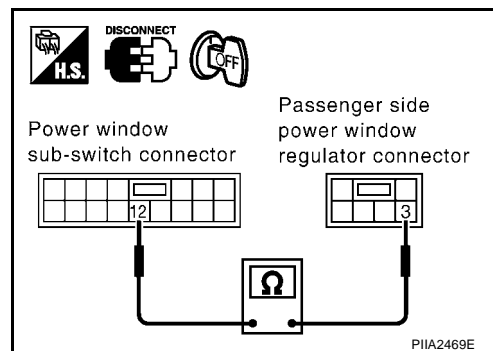 DISCONNECT
H.S.
OFF
Power window
sub-switch connector
Passenger side
power window
regulator connector
12
3
Ω
PIIA2469E